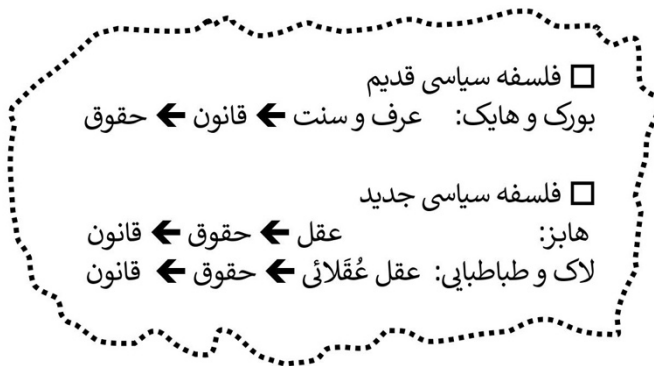 □ فلسفه سیاسی قدیم
بورک و هایک: عرف و سنت ← قانون ← حقوق
□ فلسفه سیاسی جدید
هابز: عقل ← حقوق ← قانون
لاک و طباطبایی: عقل عُقَلائی ← حقوق ← قانون